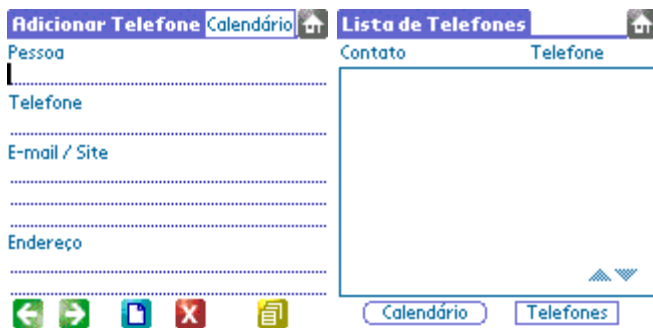 Adicionar Telefone Calendário
Pessoa
Telefone
E-mail / Site
Endereço
Lista de Telefones
Contato Telefone
Calendário Telefones